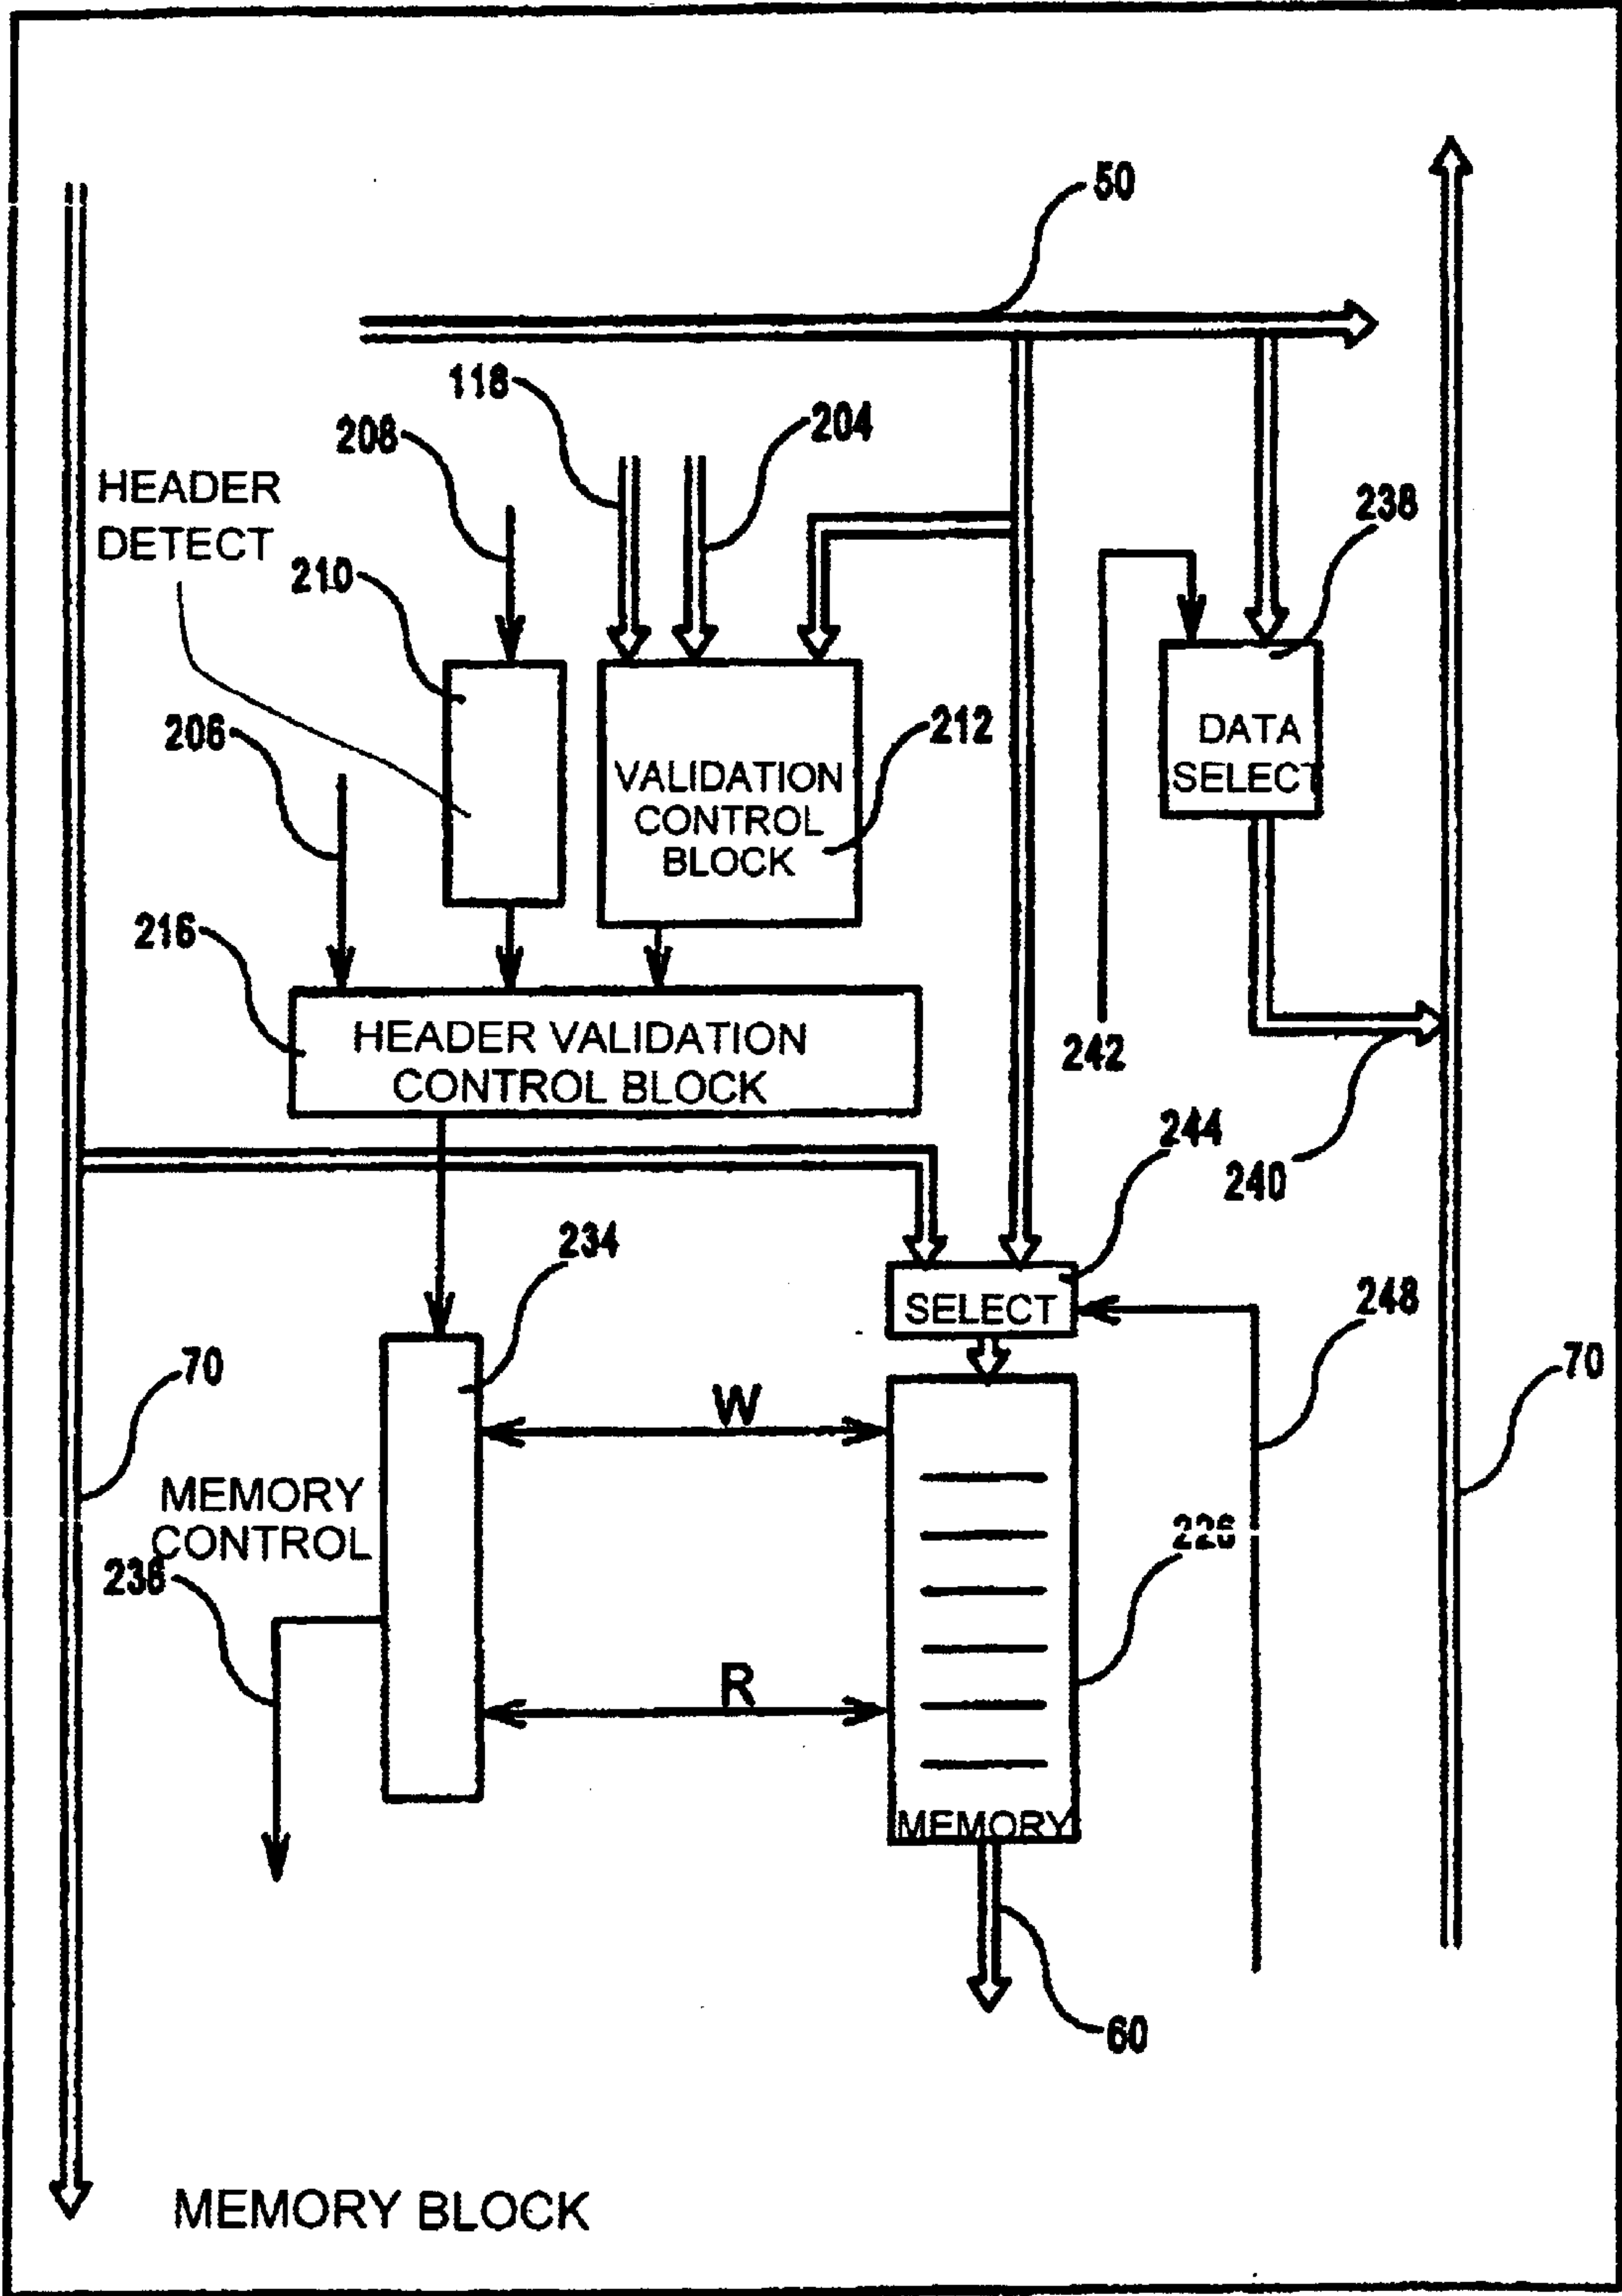 50
118
204
208
HEADER
DETECT
238
210
206
212
DATA
SELECT
VALIDATION
CONTROL
BLOCK
216
HEADER VALIDATION
CONTROL BLOCK
242
244
240
234
SELECT
248
70
W
70
MEMORY
CONTROL
226
R
MEMORY
60
MEMORY BLOCK